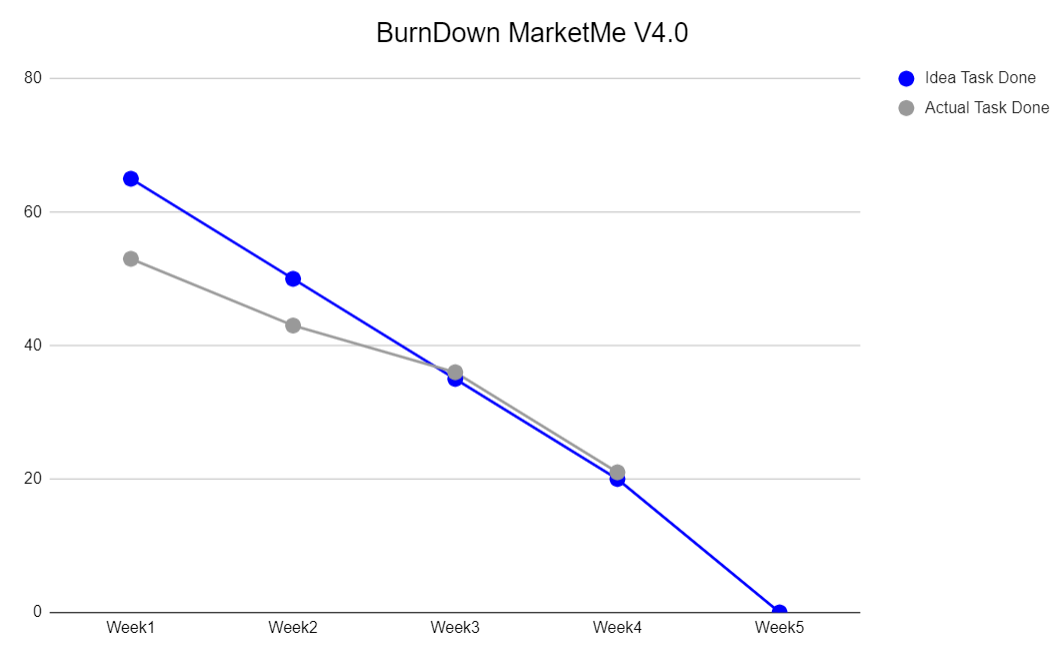 BurnDown MarketMe V4.0
80
60
40
20
0
Week1
Week2
Week3
Week4
Week5
Idea Task Done
Actual Task Done